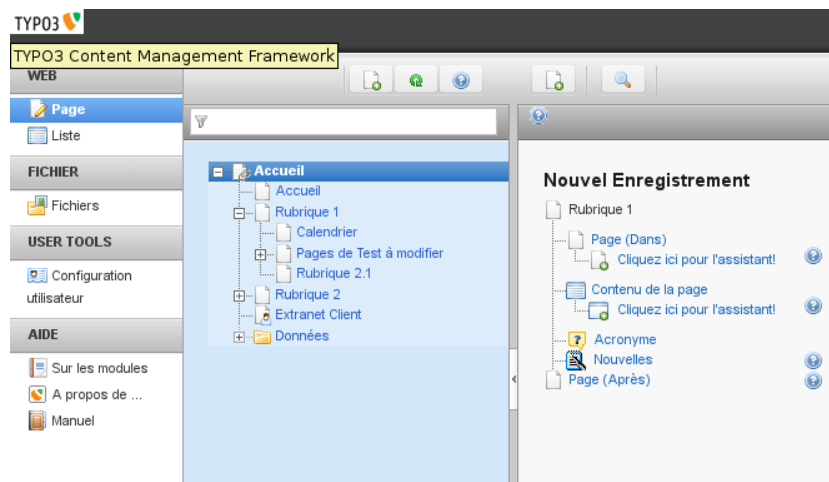 TYPO3
TYPO3 Content Management Framework
WEB
Page
Liste
FICHIER
Fichiers
USER TOOLS
Configuration
utilisateur
AIDE
Sur les modules
A propos de ...
Manuel
Accueil
Accueil
Rubrique 1
Calendrier
Pages de Test à modifier
Rubrique 2.1
Rubrique 2
Extranet Client
Données
Nouvel Enregistrement
Rubrique 1
Page (Dans)
Cliquez ici pour l'assistant!
Contenu de la page
Cliquez ici pour l'assistant!
Acronyme
Nouvelles
Page (Après)